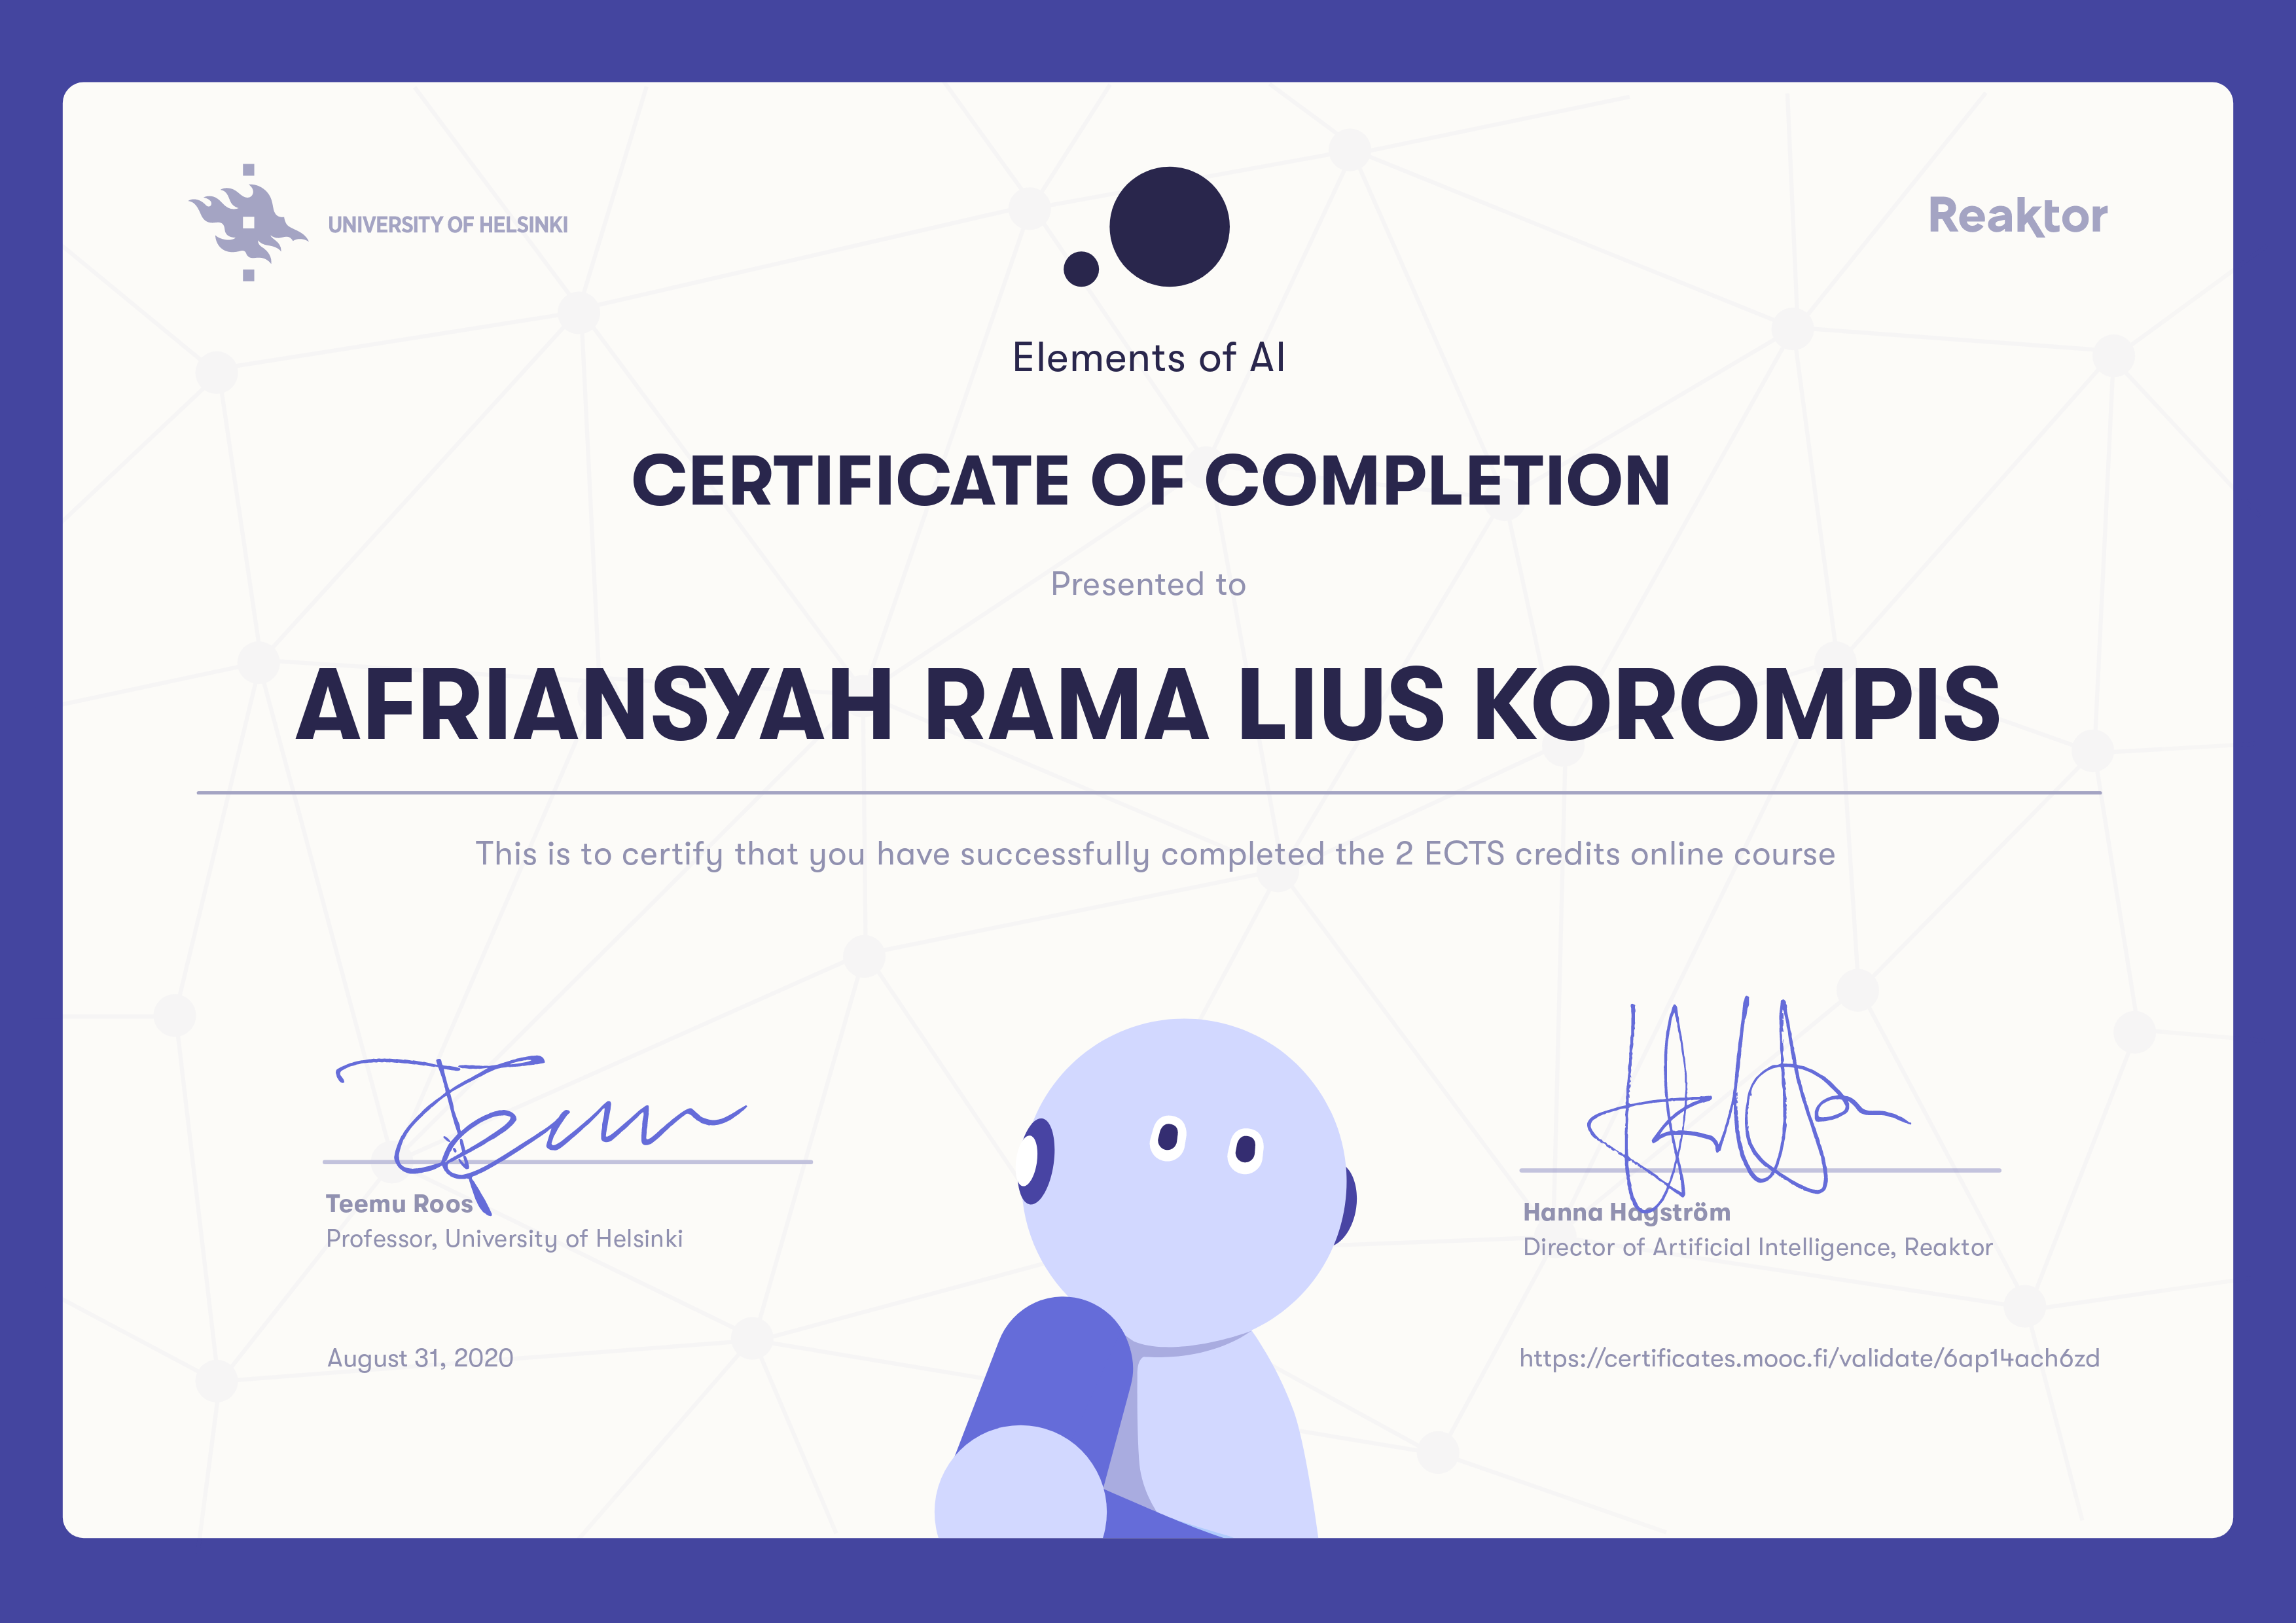 UNIVERSITY OF HELSINKI
Reaktor
Elements of AI
CERTIFICATE OF COMPLETION
Presented to
AFRIANSYAH RAMA LIUS KOROMPIS
This is to certify that you have successfully completed the 2 ECTS credits online course
Teemu Roos
Professor, University of Helsinki
Hanna Hagström
Director of Artificial Intelligence, Reaktor
August 31, 2020
https://certificates.mooc.fi/validate/6ap14ach6zd